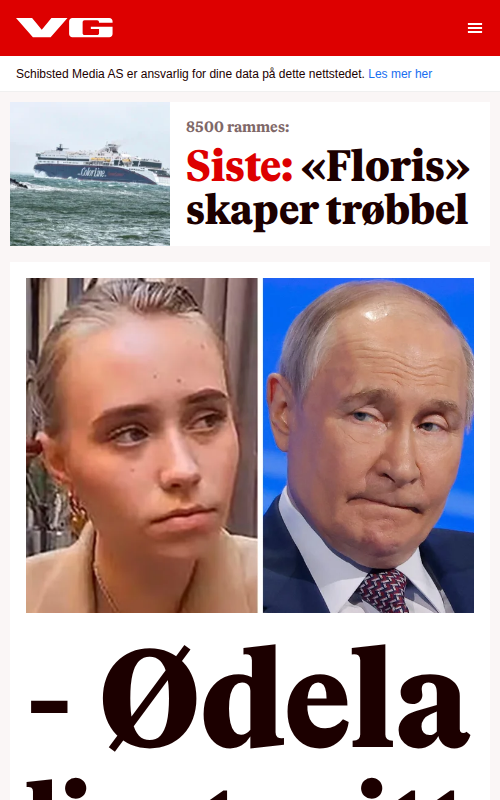 VG
Schibsted Media AS er ansvarlig for dine data på dette nettstedet. Les mer her
8500 rammes:
Siste: «Floris»
skaper trøbbel
Color Line
- Ødela